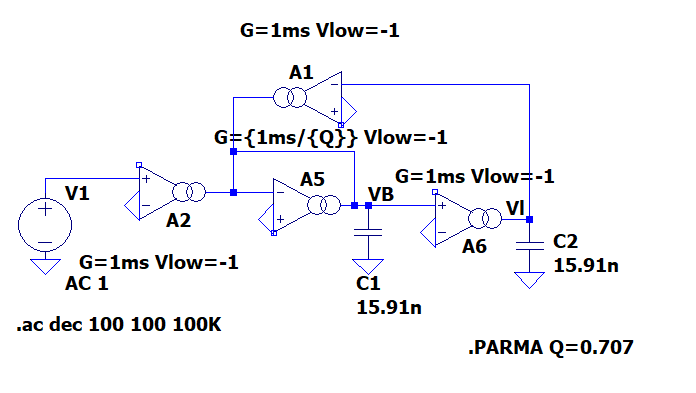 G=1ms Vlow=-1
A1
G={1ms/{Q}} Vlow=-1
V1
A2
A5
VB
G=1ms Vlow=-1
A6
VI
C2
15.91n
G=1ms Vlow=-1
AC 1
C1
15.91n
.ac dec 100 100 100K
.PARMA Q=0.707